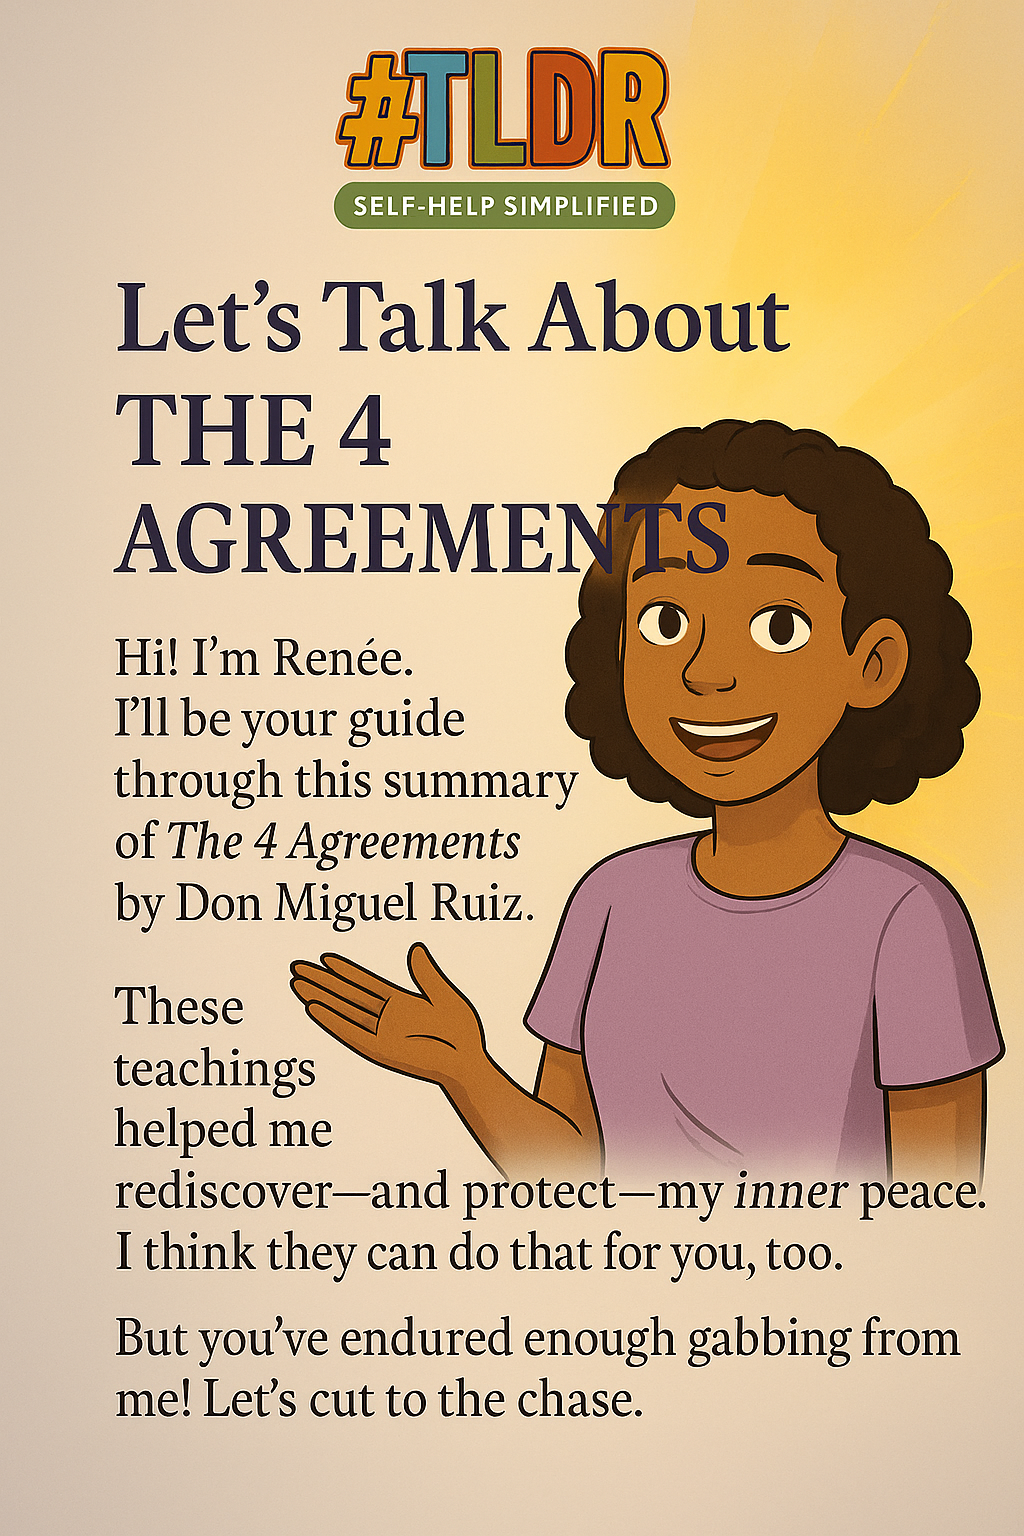 #TLDR
SELF-HELP SIMPLIFIED
Let’s Talk About
THE 4
AGREEMENTS
Hi! I’m Renée.
I’ll be your guide
through this summary
of The 4 Agreements
by Don Miguel Ruiz.
These
teachings
helped me
rediscover—and protect—my inner peace.
I think they can do that for you, too.
But you’ve endured enough gabbing from
me! Let’s cut to the chase.